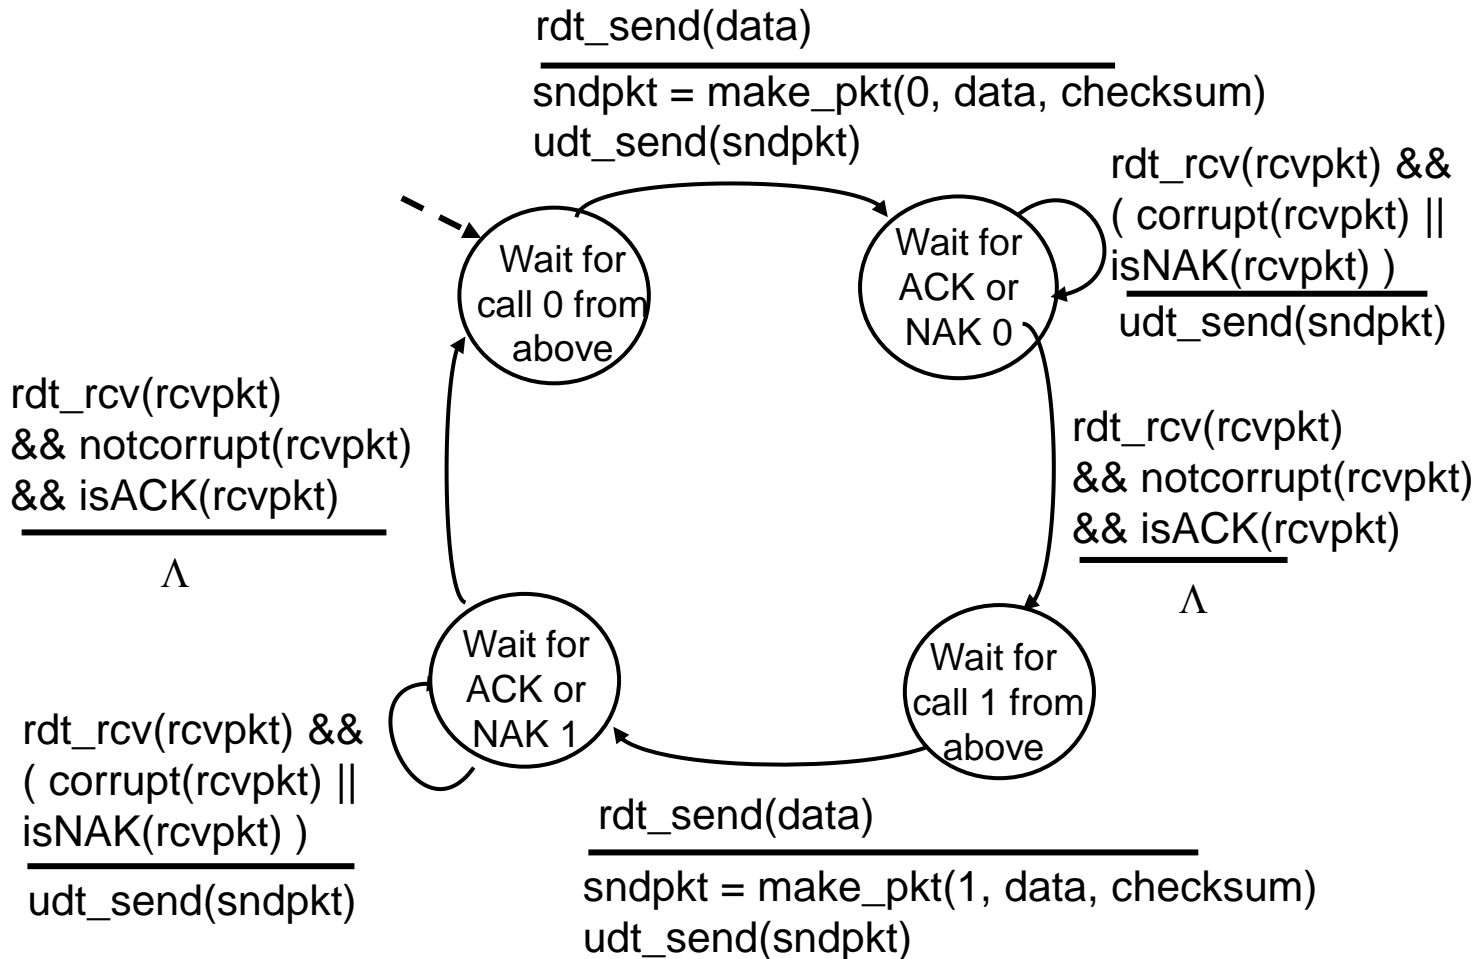 rdt_send(data)
sndpkt = make_pkt(0, data, checksum)
udt_send(sndpkt)
Wait for
call 0 from
above
Wait for
ACK or
NAK 0
rdt_rcv(rcvpkt) &&
( corrupt(rcvpkt) ||
isNAK(rcvpkt) )
udt_send(sndpkt)
rdt_rcv(rcvpkt)
&& notcorrupt(rcvpkt)
&& isACK(rcvpkt)
Λ
rdt_rcv(rcvpkt)
&& notcorrupt(rcvpkt)
&& isACK(rcvpkt)
Λ
Wait for
ACK or
NAK 1
Wait for
call 1 from
above
rdt_rcv(rcvpkt) &&
( corrupt(rcvpkt) ||
isNAK(rcvpkt) )
udt_send(sndpkt)
rdt_send(data)
sndpkt = make_pkt(1, data, checksum)
udt_send(sndpkt)